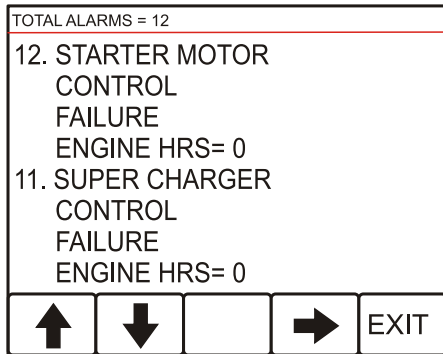 TOTAL ALARMS = 12
12. STARTER MOTOR
CONTROL
FAILURE
ENGINE HRS= 0
11. SUPER CHARGER
CONTROL
FAILURE
ENGINE HRS= 0
EXIT